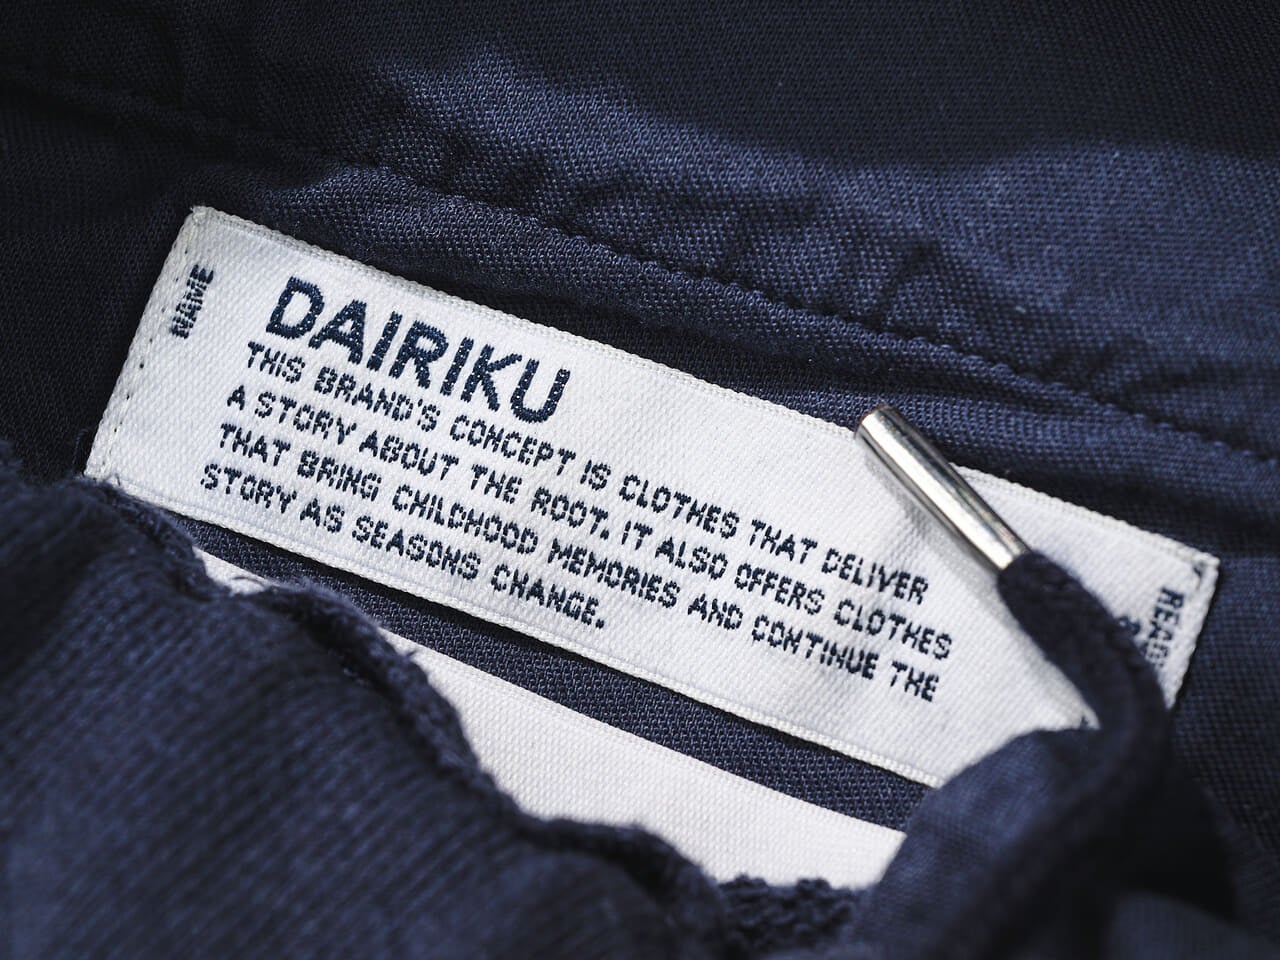 NAME
DAIRIKU
THIS BRAND'S CONCEPT IS CLOTHES THAT DELIVER
A STORY ABOUT THE ROOT. IT ALSO OFFERS CLOTHES
THAT BRING CHILDHOOD MEMORIES AND CONTINUE THE
STORY AS SEASONS CHANGE.